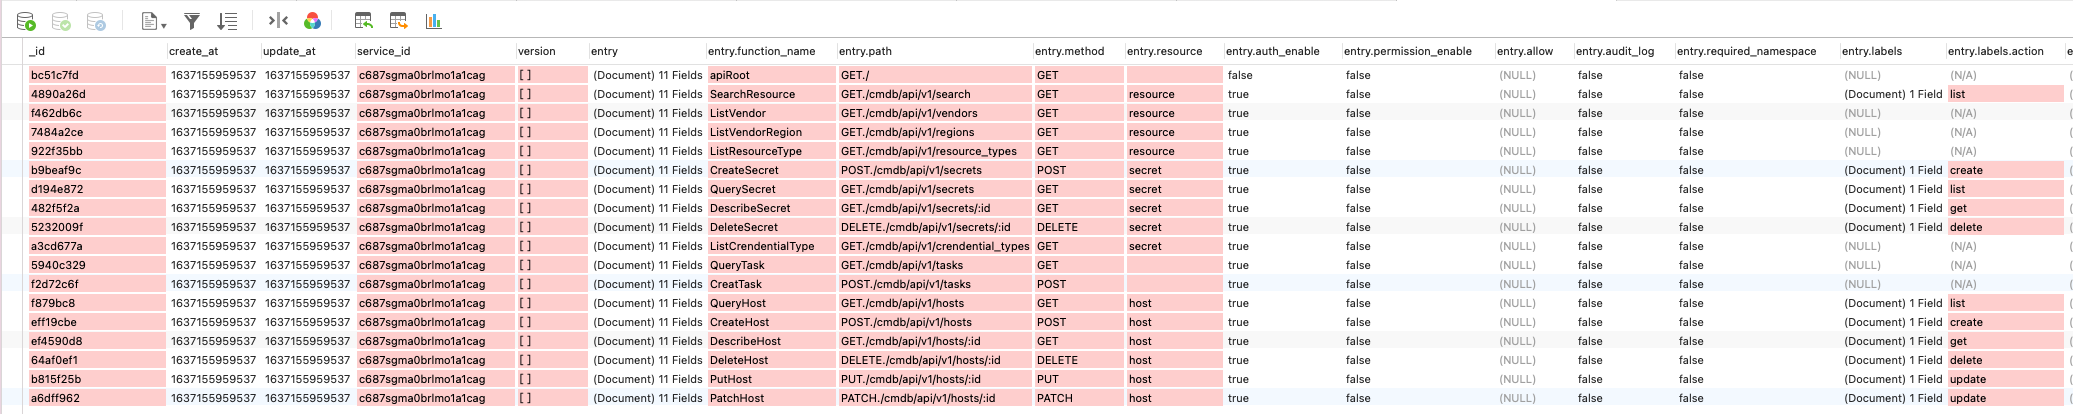 _id create_at update_at service_id version entry entry.function_name entry.path entry.method entry.resource entry.auth_enable entry.permission_enable entry.allow entry.audit_log entry.required_namespace entry.labels entry.labels.action
bc51c7fd 1637155959537 1637155959537 c687sgma0brlmo1a1cag [ ] (Document) 11 Fields apiRoot GET./ GET false false (NULL) false false (NULL) (N/A)
4890a26d 1637155959537 1637155959537 c687sgma0brlmo1a1cag [ ] (Document) 11 Fields SearchResource GET./cmdb/api/v1/search GET resource true false (NULL) false false (Document) 1 Field list
f462db6c 1637155959537 1637155959537 c687sgma0brlmo1a1cag [ ] (Document) 11 Fields ListVendor GET./cmdb/api/v1/vendors GET resource true false (NULL) false false (NULL) (N/A)
7484a2ce 1637155959537 1637155959537 c687sgma0brlmo1a1cag [ ] (Document) 11 Fields ListVendorRegion GET./cmdb/api/v1/regions GET resource true false (NULL) false false (NULL) (N/A)
922f35bb 1637155959537 1637155959537 c687sgma0brlmo1a1cag [ ] (Document) 11 Fields ListResourceType GET./cmdb/api/v1/resource_types GET resource true false (NULL) false false (NULL) (N/A)
b9beaf9c 1637155959537 1637155959537 c687sgma0brlmo1a1cag [ ] (Document) 11 Fields CreateSecret POST./cmdb/api/v1/secrets POST secret true false (NULL) false false (Document) 1 Field create
d194e872 1637155959537 1637155959537 c687sgma0brlmo1a1cag [ ] (Document) 11 Fields QuerySecret GET./cmdb/api/v1/secrets GET secret true false (NULL) false false (Document) 1 Field list
482f5f2a 1637155959537 1637155959537 c687sgma0brlmo1a1cag [ ] (Document) 11 Fields DescribeSecret GET./cmdb/api/v1/secrets/:id GET secret true false (NULL) false false (Document) 1 Field get
5232009f 1637155959537 1637155959537 c687sgma0brlmo1a1cag [ ] (Document) 11 Fields DeleteSecret DELETE./cmdb/api/v1/secrets/:id DELETE secret true false (NULL) false false (Document) 1 Field delete
a3cd677a 1637155959537 1637155959537 c687sgma0brlmo1a1cag [ ] (Document) 11 Fields ListCrendentialType GET./cmdb/api/v1/crendential_types GET secret true false (NULL) false false (NULL) (N/A)
5940c329 1637155959537 1637155959537 c687sgma0brlmo1a1cag [ ] (Document) 11 Fields QueryTask GET./cmdb/api/v1/tasks GET true false (NULL) false false (NULL) (N/A)
f2d72c6f 1637155959537 1637155959537 c687sgma0brlmo1a1cag [ ] (Document) 11 Fields CreatTask POST./cmdb/api/v1/tasks POST true false (NULL) false false (NULL) (N/A)
f879bc8 1637155959537 1637155959537 c687sgma0brlmo1a1cag [ ] (Document) 11 Fields QueryHost GET./cmdb/api/v1/hosts GET host true false (NULL) false false (Document) 1 Field list
eff19cbe 1637155959537 1637155959537 c687sgma0brlmo1a1cag [ ] (Document) 11 Fields CreateHost POST./cmdb/api/v1/hosts POST host true false (NULL) false false (Document) 1 Field create
ef4590d8 1637155959537 1637155959537 c687sgma0brlmo1a1cag [ ] (Document) 11 Fields DescribeHost GET./cmdb/api/v1/hosts/:id GET host true false (NULL) false false (Document) 1 Field get
64af0ef1 1637155959537 1637155959537 c687sgma0brlmo1a1cag [ ] (Document) 11 Fields DeleteHost DELETE./cmdb/api/v1/hosts/:id DELETE host true false (NULL) false false (Document) 1 Field delete
b815f25b 1637155959537 1637155959537 c687sgma0brlmo1a1cag [ ] (Document) 11 Fields PutHost PUT./cmdb/api/v1/hosts/:id PUT host true false (NULL) false false (Document) 1 Field update
a6dff962 1637155959537 1637155959537 c687sgma0brlmo1a1cag [ ] (Document) 11 Fields PatchHost PATCH./cmdb/api/v1/hosts/:id PATCH host true false (NULL) false false (Document) 1 Field update